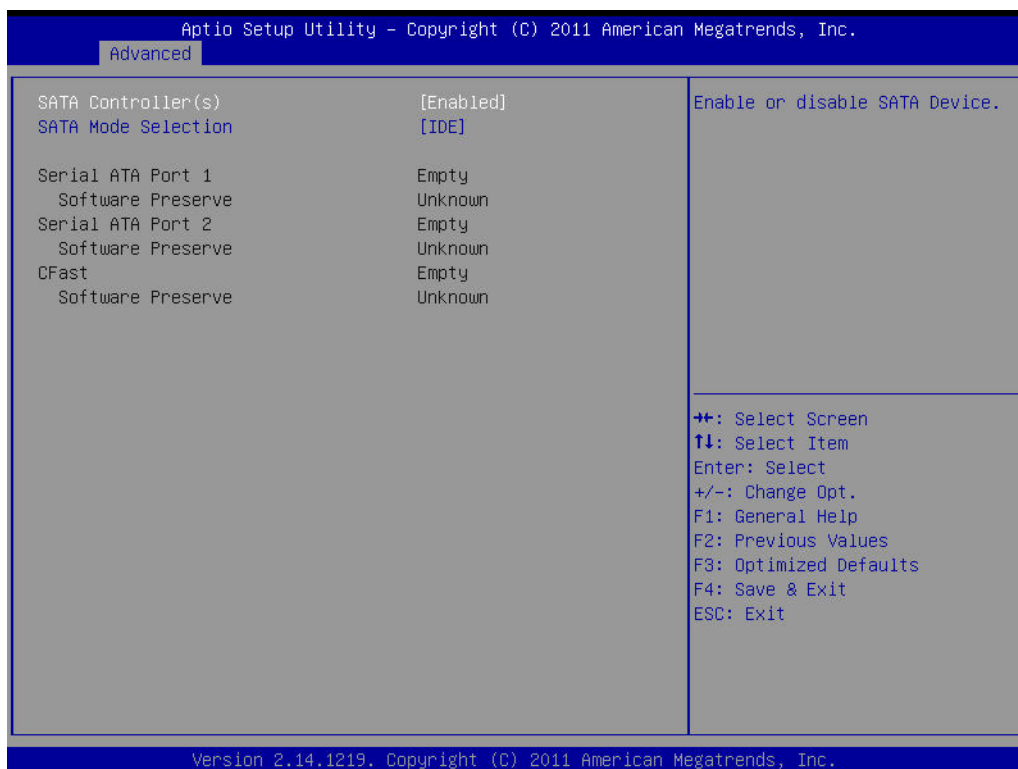 Aptio Setup Utility – Copyright (C) 2011 American Megatrends, Inc.
Advanced
SATA Controller(s) [Enabled]
SATA Mode Selection [IDE]
Serial ATA Port 1 Empty
Software Preserve Unknown
Serial ATA Port 2 Empty
Software Preserve Unknown
CFast Empty
Software Preserve Unknown
Enable or disable SATA Device.
→←: Select Screen
↑↓: Select Item
Enter: Select
+/-: Change Opt.
F1: General Help
F2: Previous Values
F3: Optimized Defaults
F4: Save & Exit
ESC: Exit
Version 2.14.1219. Copyright (C) 2011 American Megatrends, Inc.